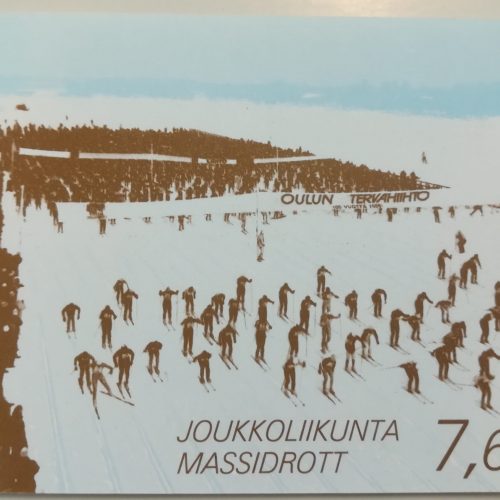 OULUN TERVAHIIHTO
JOUKKOLIIKUNTA
MASSIDROTT
7,6